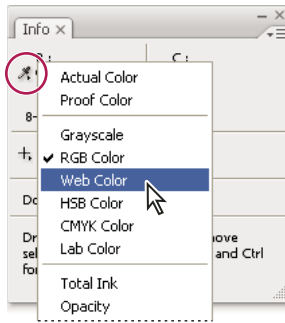 Info ×
C :
Actual Color
Proof Color
8-
Grayscale
RGB Color
Web Color
HSB Color
Do
CMYK Color
Dr
ove
Lab Color
sel
and Ctrl
for
Total Ink
Opacity